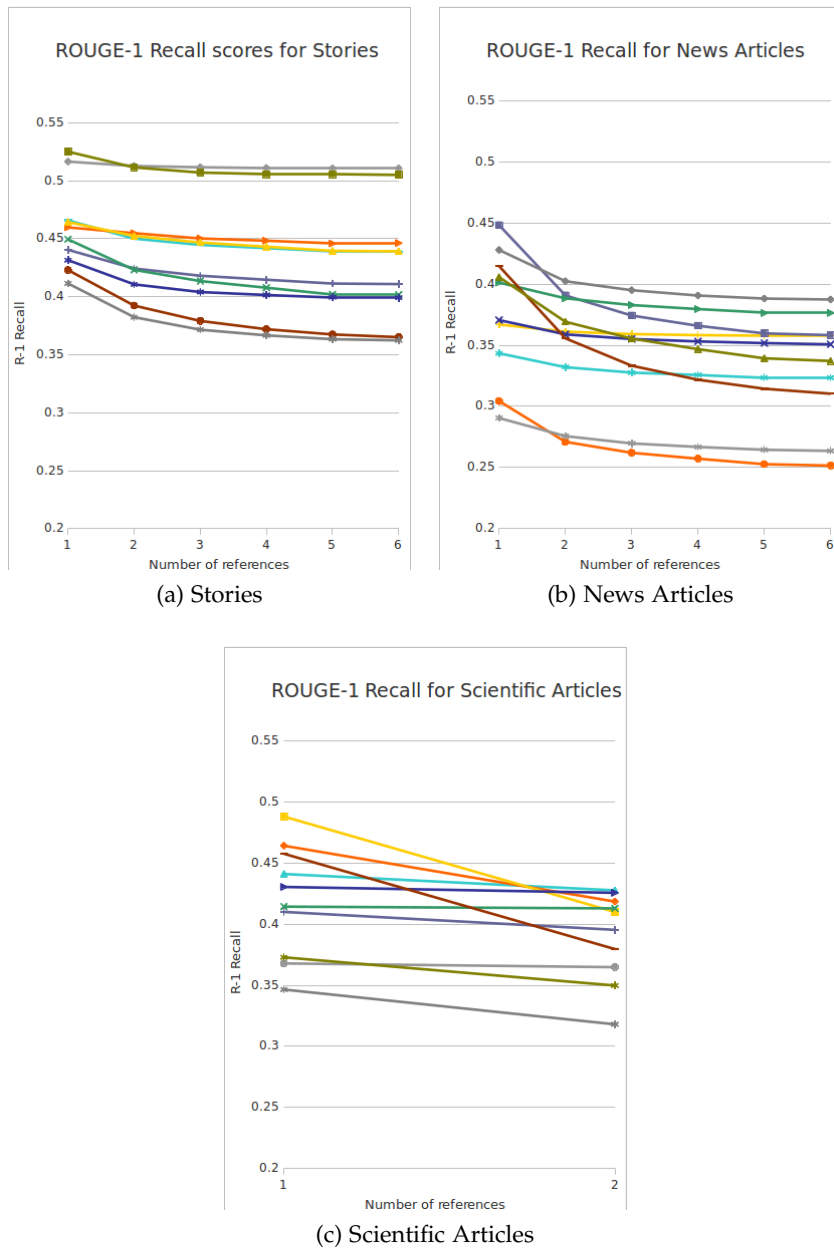 ROUGE-1 Recall scores for Stories
0.55
0.5
0.45
0.4
0.35
0.3
0.25
0.2
R-1 Recall
1 2 3 4 5 6
Number of references
(a) Stories
ROUGE-1 Recall for News Articles
0.55
0.5
0.45
0.4
0.35
0.3
0.25
0.2
R-1 Recall
1 2 3 4 5 6
Number of references
(b) News Articles
ROUGE-1 Recall for Scientific Articles
0.55
0.5
0.45
0.4
0.35
0.3
0.25
0.2
R-1 Recall
1 2
Number of references
(c) Scientific Articles